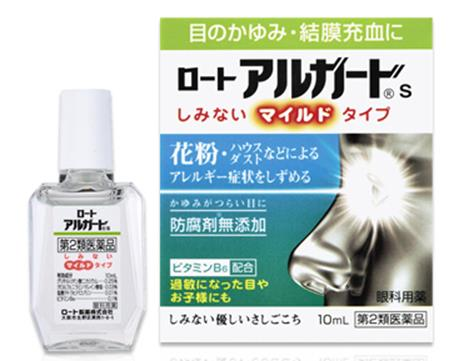 目のかゆみ・結膜充血に
ロート アルガード® s
しみない マイルド タイプ
花粉・ハウスダストなどによる
アレルギー症状をしずめる
かゆみがつらい目に
防腐剤無添加
ビタミンB6 配合
過敏になった目や
お子様にも
眼科用薬
しみない優しいさしごこち 10mL 第2類医薬品
ロート
アルガードs
第2類医薬品
しみない
マイルドタイプ
10mL
ロート製薬株式会社